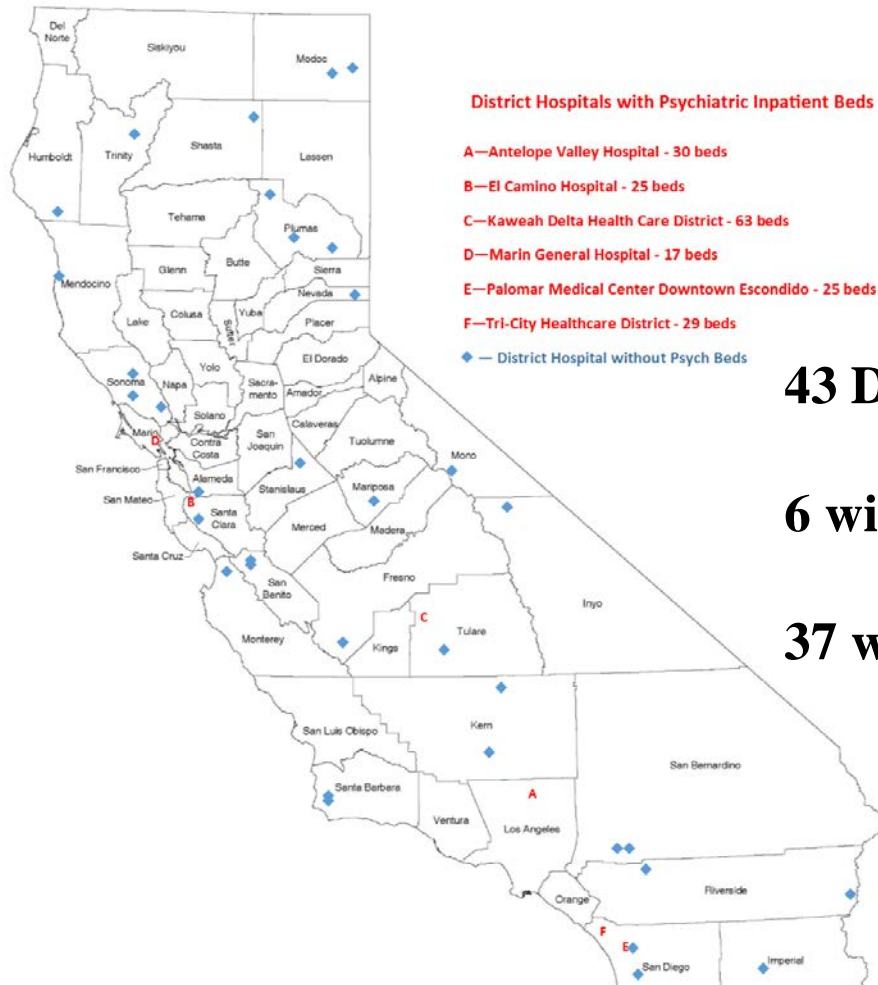 Del
Norte
Siskiyou
Modoc
District Hospitals with Psychiatric Inpatient Beds
A—Antelope Valley Hospital - 30 beds
B—El Camino Hospital - 25 beds
C—Kaweah Delta Health Care District - 63 beds
D—Marin General Hospital - 17 beds
E—Palomar Medical Center Downtown Escondido - 25 beds
F—Tri-City Healthcare District - 29 beds
— District Hospital without Psych Beds
43 D
6 wi
37 w
Humboldt
Trinity
Shasta
Lassen
Tehama
Plumas
Butte
Glenn
Sierra
Mendocino
Nevada
Lake
Colusa
Sutter
Yuba
Placer
El Dorado
Yolo
Sonoma
Napa
Sacra-
mento
Alpine
Amador
Solano
Calaveras
Marin
D
Contra
Costa
San
Joaquin
Tuolumne
Mono
San Francisco
Alameda
Stanislaus
Mariposa
San Mateo
B
Santa
Clara
Merced
Madera
Santa Cruz
San
Benito
Fresno
Inyo
C
Tulare
Monterey
Kings
San Luis Obispo
Kern
San Bernardino
Santa Barbara
Ventura
A
Los Angeles
Orange
Riverside
F
E
San Diego
Imperial